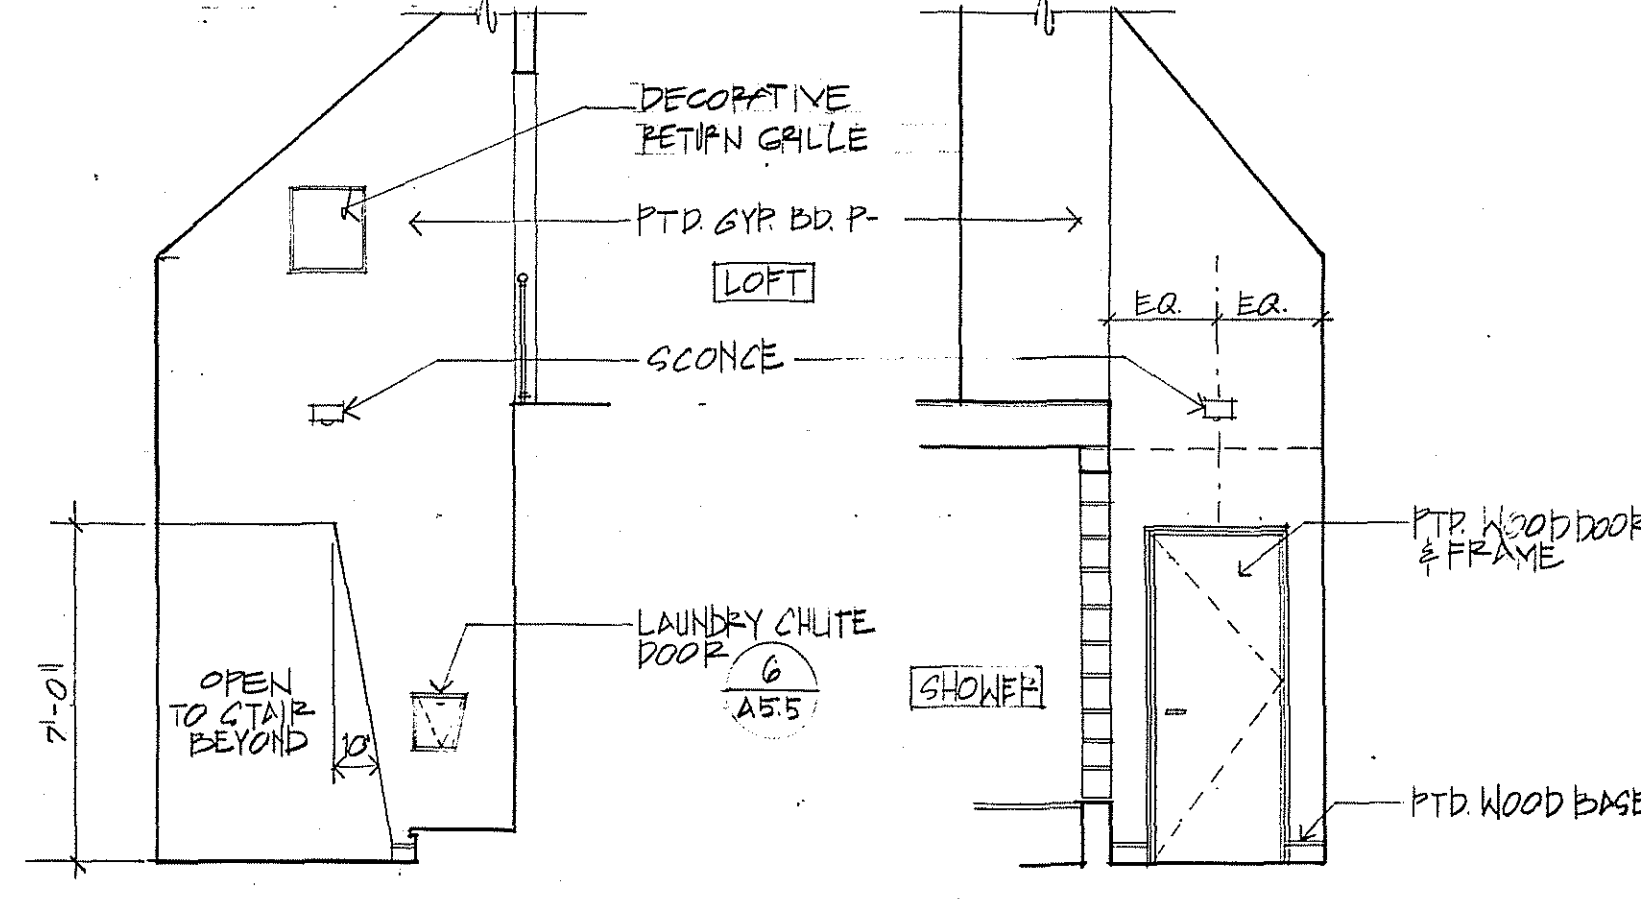 DECORATIVE
RETURN GRILLE
PTD. GYP. BD. P-
LOFT
EQ. EQ.
SCONCE
PTD. WOOD DOOR
& FRAME
LAUNDRY CHUTE
DOOR
6
A5.5
SHOWER
7'-0"
OPEN
TO STAIR
BEYOND
10°
PTD. WOOD BASE